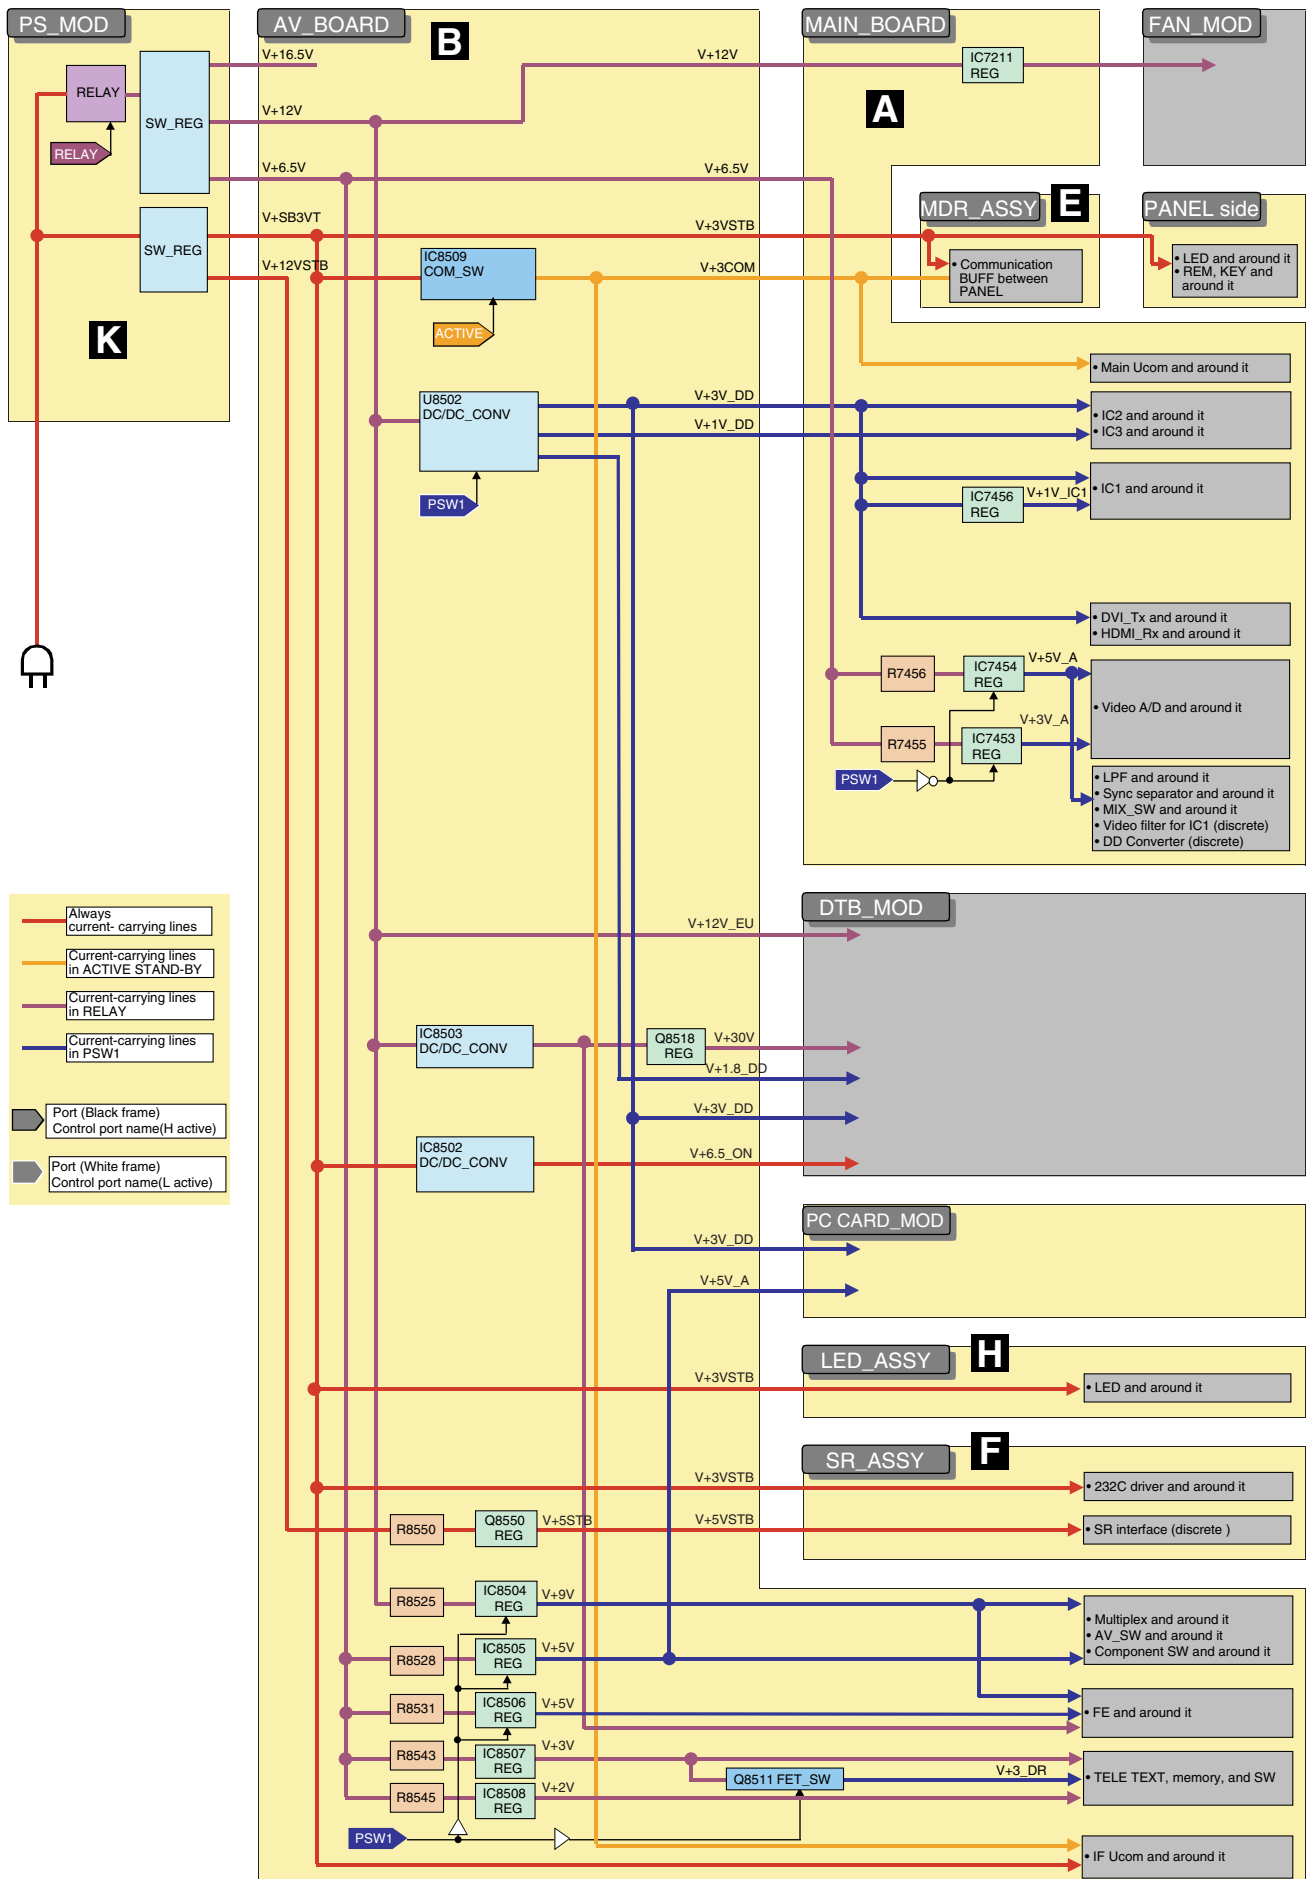 PS_MOD
AV_BOARD
B
MAIN_BOARD
FAN_MOD
V+16.5V
V+12V
IC7211
REG
RELAY
SW_REG
A
V+12V
RELAY
V+6.5V
V+6.5V
MDR_ASSY
E
PANEL side
V+SB3VT
V+3VSTB
SW_REG
IC8509
COM_SW
• LED and around it
• REM, KEY and
around it
V+12VSTB
V+3COM
• Communication
BUFF between
PANEL
K
ACTIVE
• Main Ucom and around it
U8502
DC/DC_CONV
V+3V_DD
• IC2 and around it
V+1V_DD
• IC3 and around it
PSW1
IC7456
REG
V+1V_IC1
• IC1 and around it
• DVI_Tx and around it
• HDMI_Rx and around it
R7456
IC7454
REG
V+5V_A
• Video A/D and around it
R7455
IC7453
REG
V+3V_A
PSW1
• LPF and around it
• Sync separator and around it
• MIX_SW and around it
• Video filter for IC1 (discrete)
• DD Converter (discrete)
Always
current- carrying lines
Current-carrying lines
in ACTIVE STAND-BY
Current-carrying lines
in RELAY
Current-carrying lines
in PSW1
Port (Black frame)
Control port name(H active)
Port (White frame)
Control port name(L active)
DTB_MOD
V+12V_EU
IC8503
DC/DC_CONV
Q8518
REG
V+30V
V+1.8_DD
V+3V_DD
IC8502
DC/DC_CONV
V+6.5_ON
PC CARD_MOD
V+3V_DD
V+5V_A
LED_ASSY
H
V+3VSTB
• LED and around it
SR_ASSY
F
V+3VSTB
• 232C driver and around it
R8550
Q8550
REG
V+5STB
V+5VSTB
• SR interface (discrete )
R8525
IC8504
REG
V+9V
• Multiplex and around it
• AV_SW and around it
• Component SW and around it
R8528
IC8505
REG
V+5V
R8531
IC8506
REG
V+5V
• FE and around it
R8543
IC8507
REG
V+3V
Q8511 FET_SW
V+3_DR
• TELE TEXT, memory, and SW
R8545
IC8508
REG
V+2V
PSW1
• IF Ucom and around it